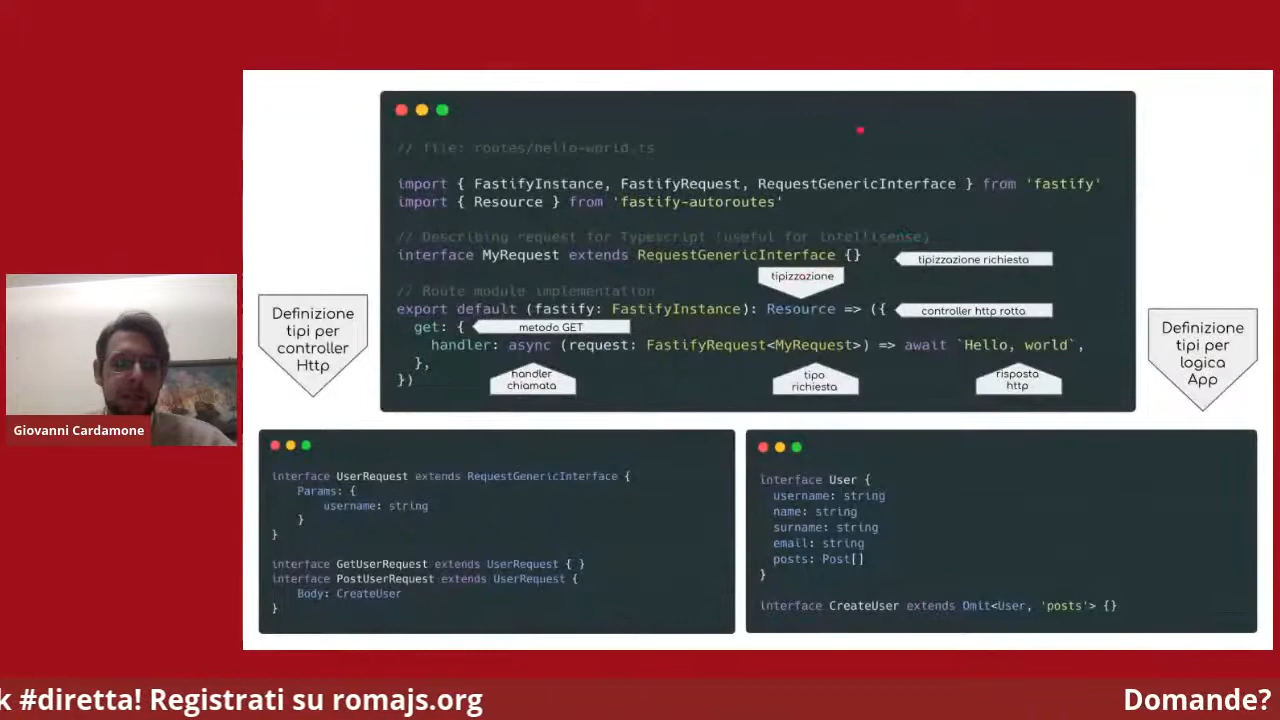 // file: routes/hello-world.ts
import { FastifyInstance, FastifyRequest, RequestGenericInterface } from 'fastify'
import { Resource } from 'fastify-autoroutes'
// Describing request for Typescript (useful for intellisense)
interface MyRequest extends RequestGenericInterface {}
tipizzazione richiesta
tipizzazione
// Route module implementation
export default (fastify: FastifyInstance): Resource => ({
controller http rotta
get: {
metodo GET
handler: async (request: FastifyRequest<MyRequest>) => await `Hello, world`,
},
})
handler
chiamata
tipo
richiesta
risposta
http
Definizione
tipi per
controller
Http
Definizione
tipi per
logica
App
Giovanni Cardamone
interface UserRequest extends RequestGenericInterface {
Params: {
username: string
}
}
interface GetUserRequest extends UserRequest { }
interface PostUserRequest extends UserRequest {
Body: CreateUser
}
interface User {
username: string
name: string
surname: string
email: string
posts: Post[]
}
interface CreateUser extends Omit<User, 'posts'> {}
k #diretta! Registrati su romajs.org
Domande?